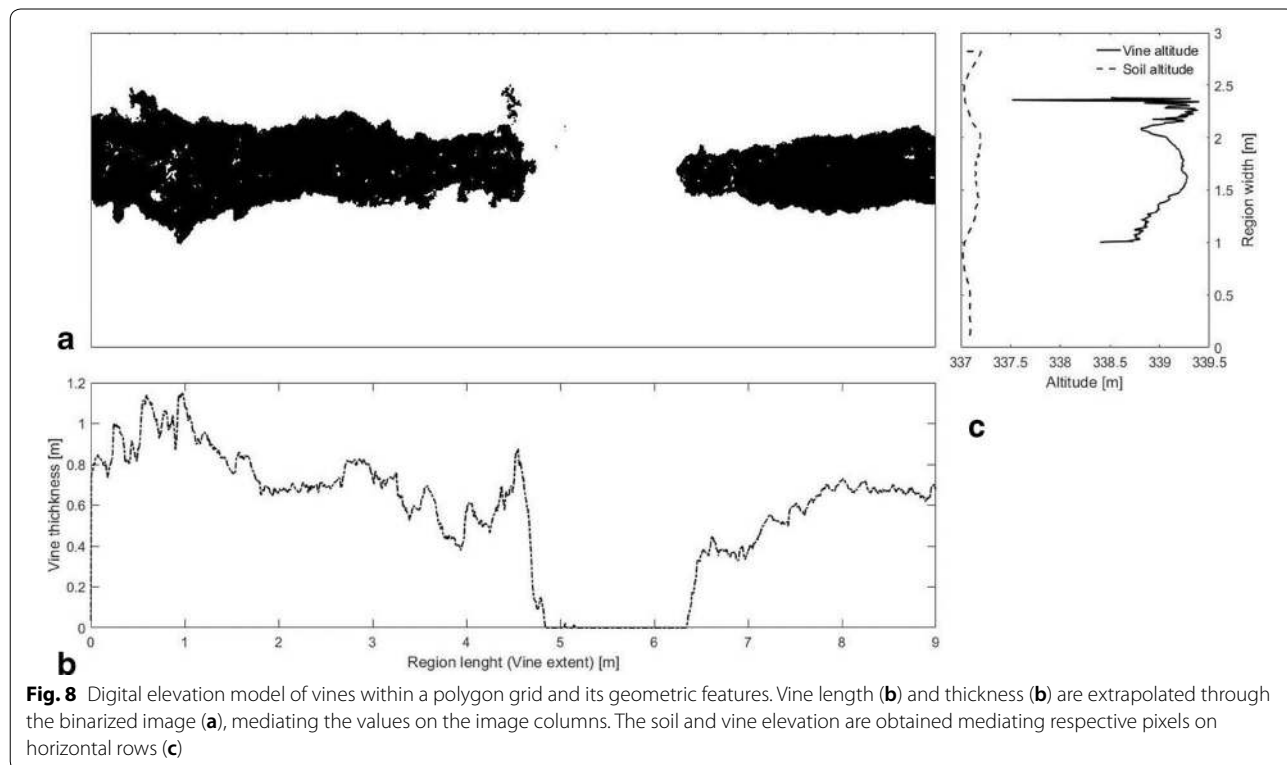 3
Vine altitude
Soil altitude
2.5
2
1.5
1
0.5
0
Region width [m]
337 337.5 338 338.5 339 339.5
Altitude [m]
a
c
1.2
1
0.8
0.6
0.4
0.2
0
Vine thichkness [m]
0 1 2 3 4 5 6 7 8 9
Region lenght (Vine extent) [m]
b
Fig. 8 Digital elevation model of vines within a polygon grid and its geometric features. Vine length (b) and thickness (b) are extrapolated through
the binarized image (a), mediating the values on the image columns. The soil and vine elevation are obtained mediating respective pixels on
horizontal rows (c)